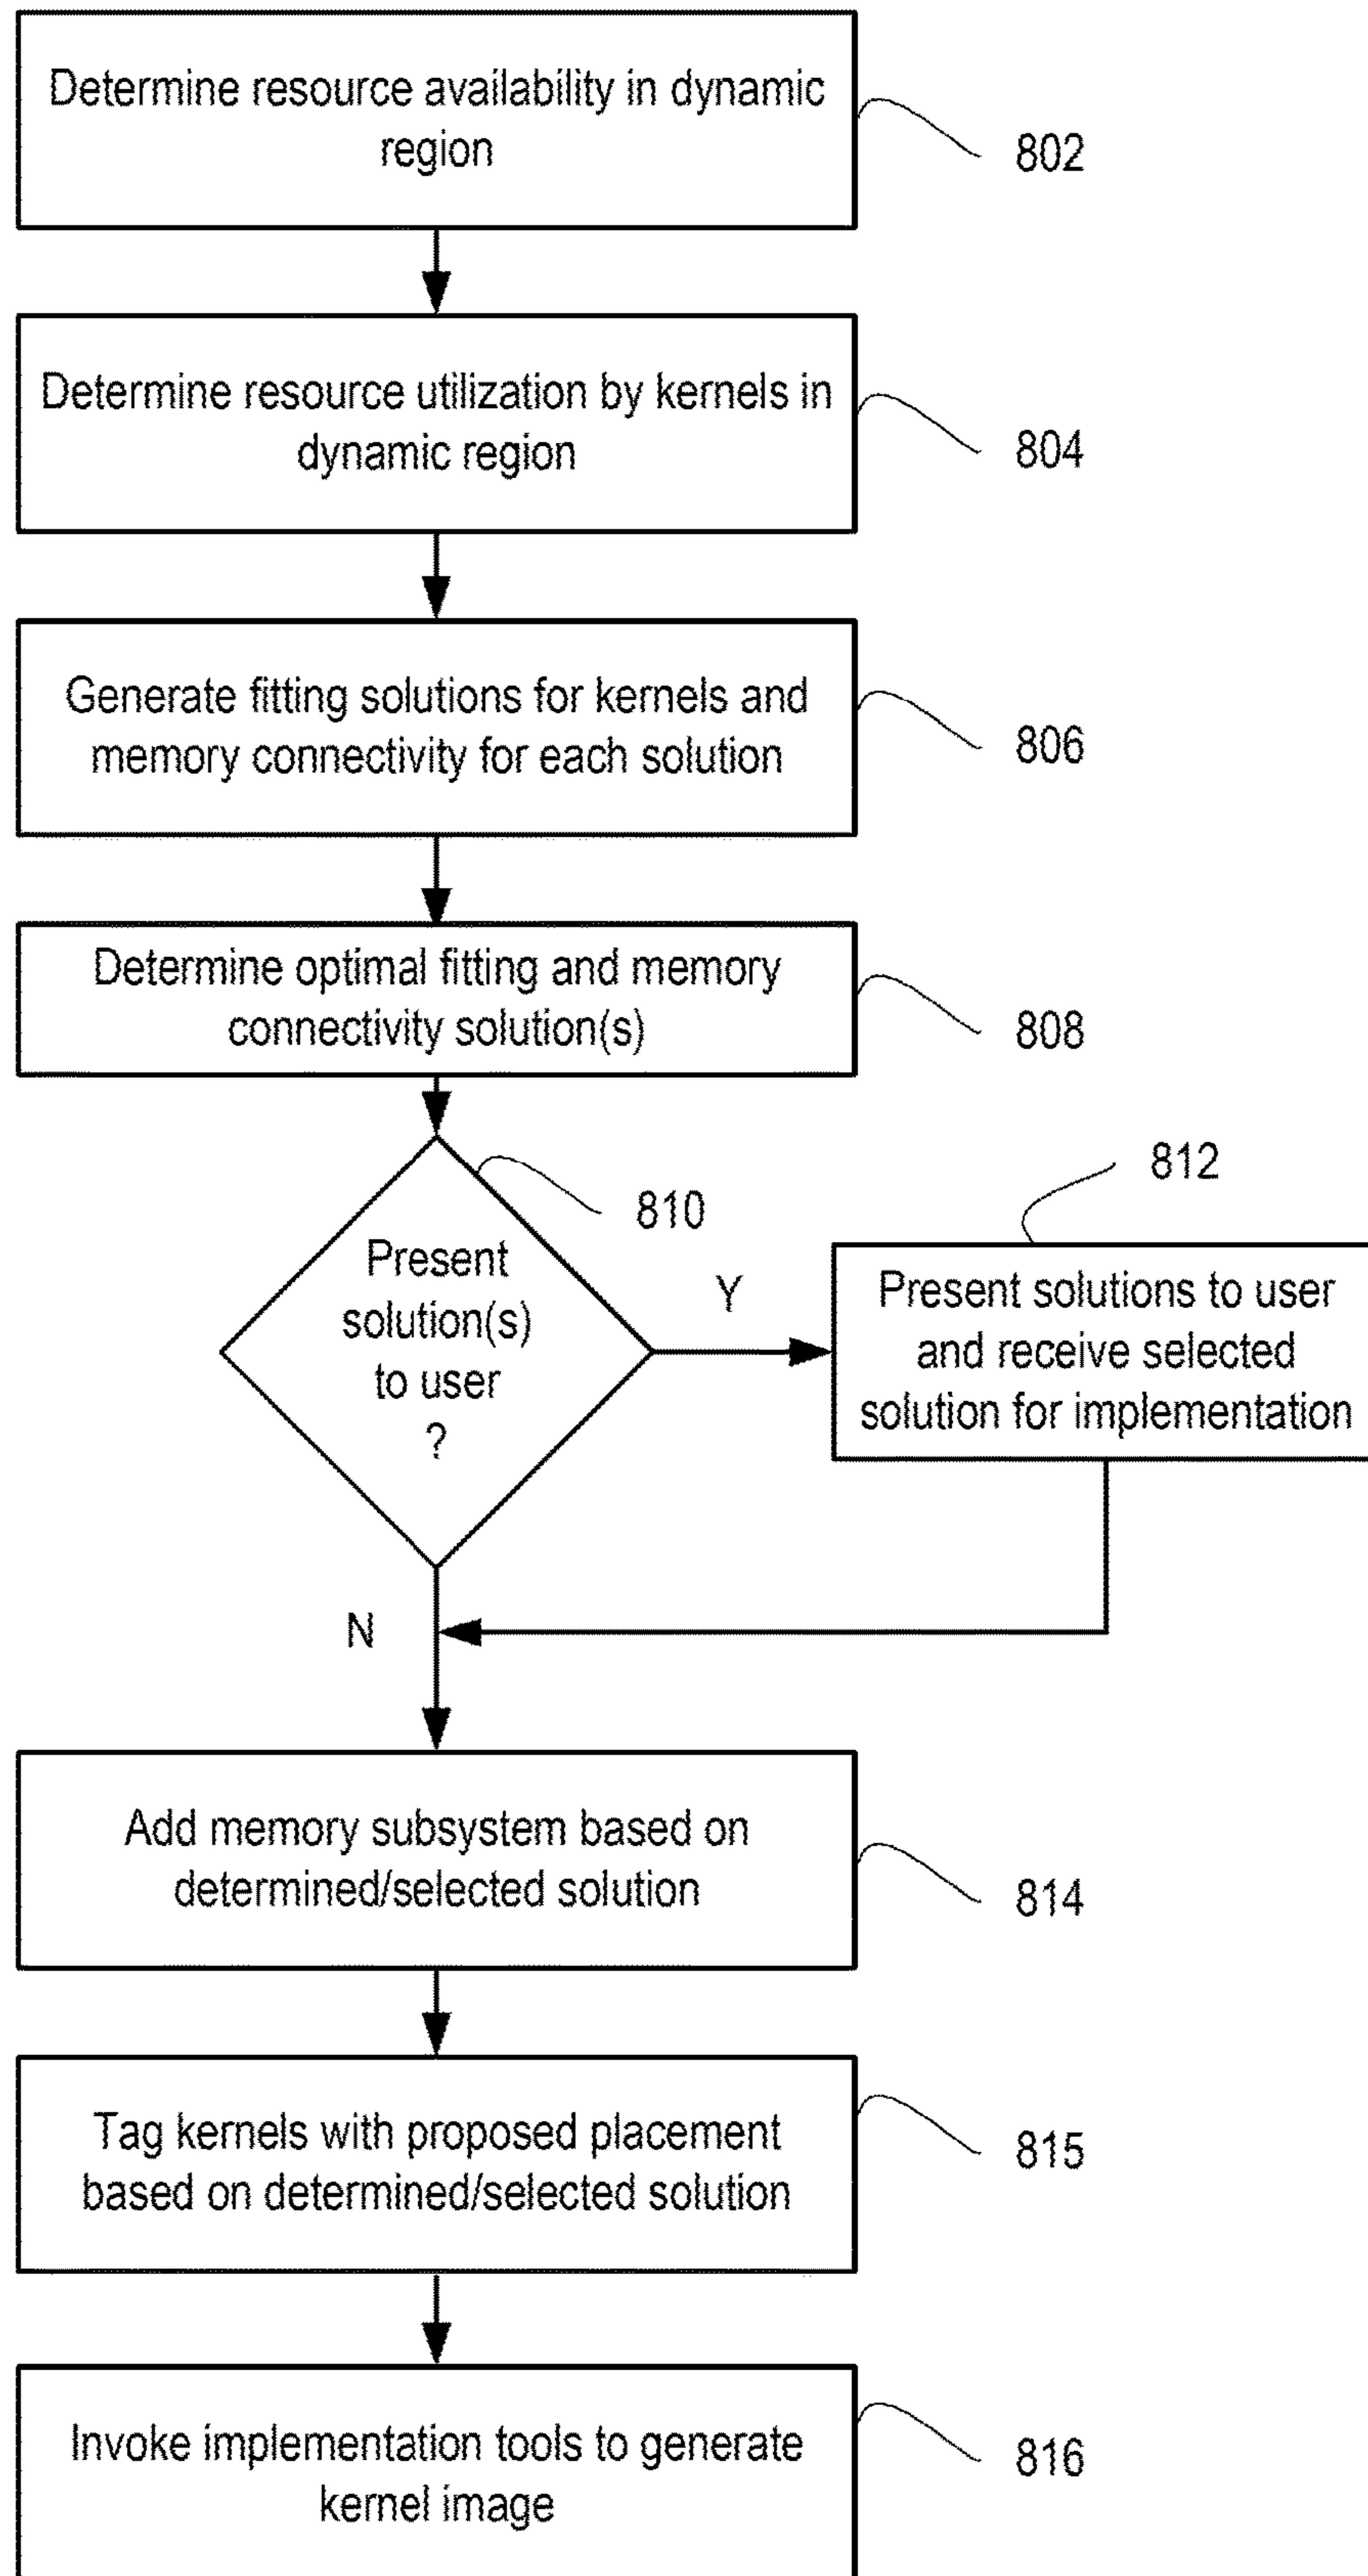 Determine resource availability in dynamic
region
802
Determine resource utilization by kernels in
dynamic region
804
Generate fitting solutions for kernels and
memory connectivity for each solution
806
Determine optimal fitting and memory
connectivity solution(s)
808
810
Present
solution(s)
to user
?
Y
812
Present solutions to user
and receive selected
solution for implementation
N
Add memory subsystem based on
determined/selected solution
814
Tag kernels with proposed placement
based on determined/selected solution
815
Invoke implementation tools to generate
kernel image
816